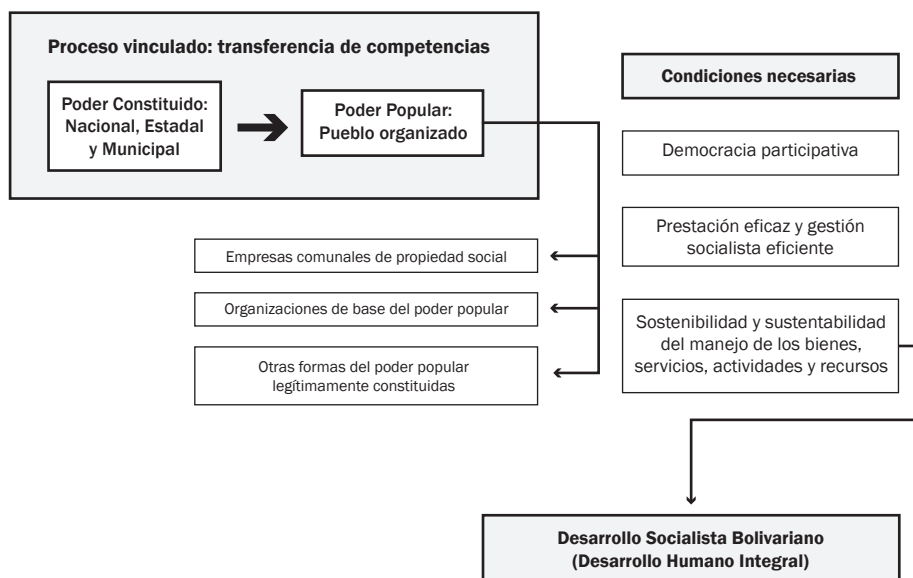 Proceso vinculado: transferencia de competencias
Poder Constituido:
Nacional, Estadal
y Municipal
Poder Popular:
Pueblo organizado
Empresas comunales de propiedad social
Organizaciones de base del poder popular
Otras formas del poder popular
legítimamente constituidas
Condiciones necesarias
Democracia participativa
Prestación eficaz y gestión
socialista eficiente
Sostenibilidad y sustentabilidad
del manejo de los bienes,
servicios, actividades y recursos
Desarrollo Socialista Bolivariano
(Desarrollo Humano Integral)